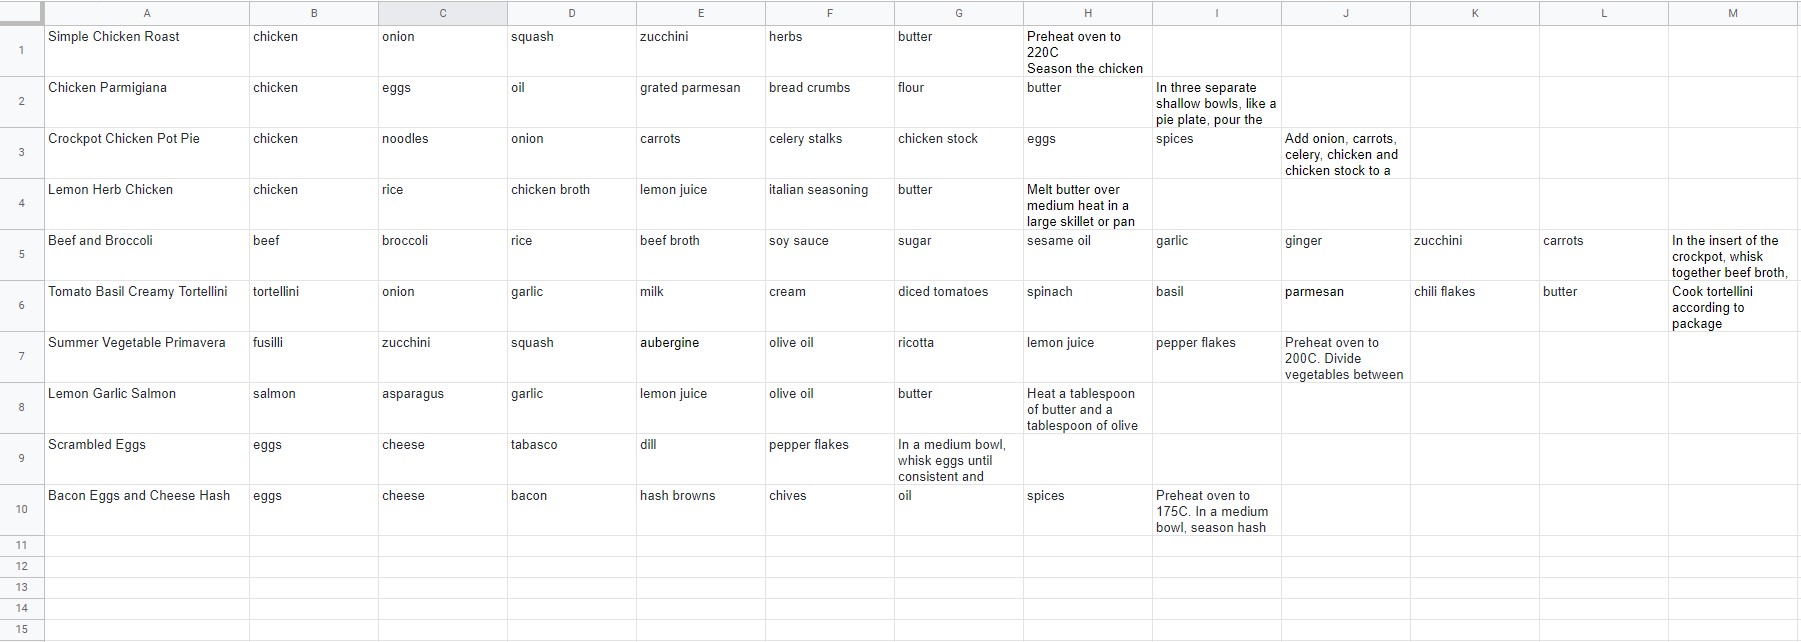 A B C D E F G H I J K L M
1 Simple Chicken Roast chicken onion squash zucchini herbs butter Preheat oven to
220C
Season the chicken
2 Chicken Parmigiana chicken eggs oil grated parmesan bread crumbs flour butter In three separate
shallow bowls, like a
pie plate, pour the
3 Crockpot Chicken Pot Pie chicken noodles onion carrots celery stalks chicken stock eggs spices Add onion, carrots,
celery, chicken and
chicken stock to a
4 Lemon Herb Chicken chicken rice chicken broth lemon juice italian seasoning butter Melt butter over
medium heat in a
large skillet or pan
5 Beef and Broccoli beef broccoli rice beef broth soy sauce sugar sesame oil garlic ginger zucchini carrots In the insert of the
crockpot, whisk
together beef broth,
6 Tomato Basil Creamy Tortellini tortellini onion garlic milk cream diced tomatoes spinach basil parmesan chili flakes butter Cook tortellini
according to
package
7 Summer Vegetable Primavera fusilli zucchini squash aubergine olive oil ricotta lemon juice pepper flakes Preheat oven to
200C. Divide
vegetables between
8 Lemon Garlic Salmon salmon asparagus garlic lemon juice olive oil butter Heat a tablespoon
of butter and a
tablespoon of olive
9 Scrambled Eggs eggs cheese tabasco dill pepper flakes In a medium bowl,
whisk eggs until
consistent and
10 Bacon Eggs and Cheese Hash eggs cheese bacon hash browns chives oil spices Preheat oven to
175C. In a medium
bowl, season hash
11
12
13
14
15